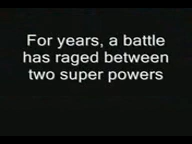 For years, a battle
has raged between
two super powers